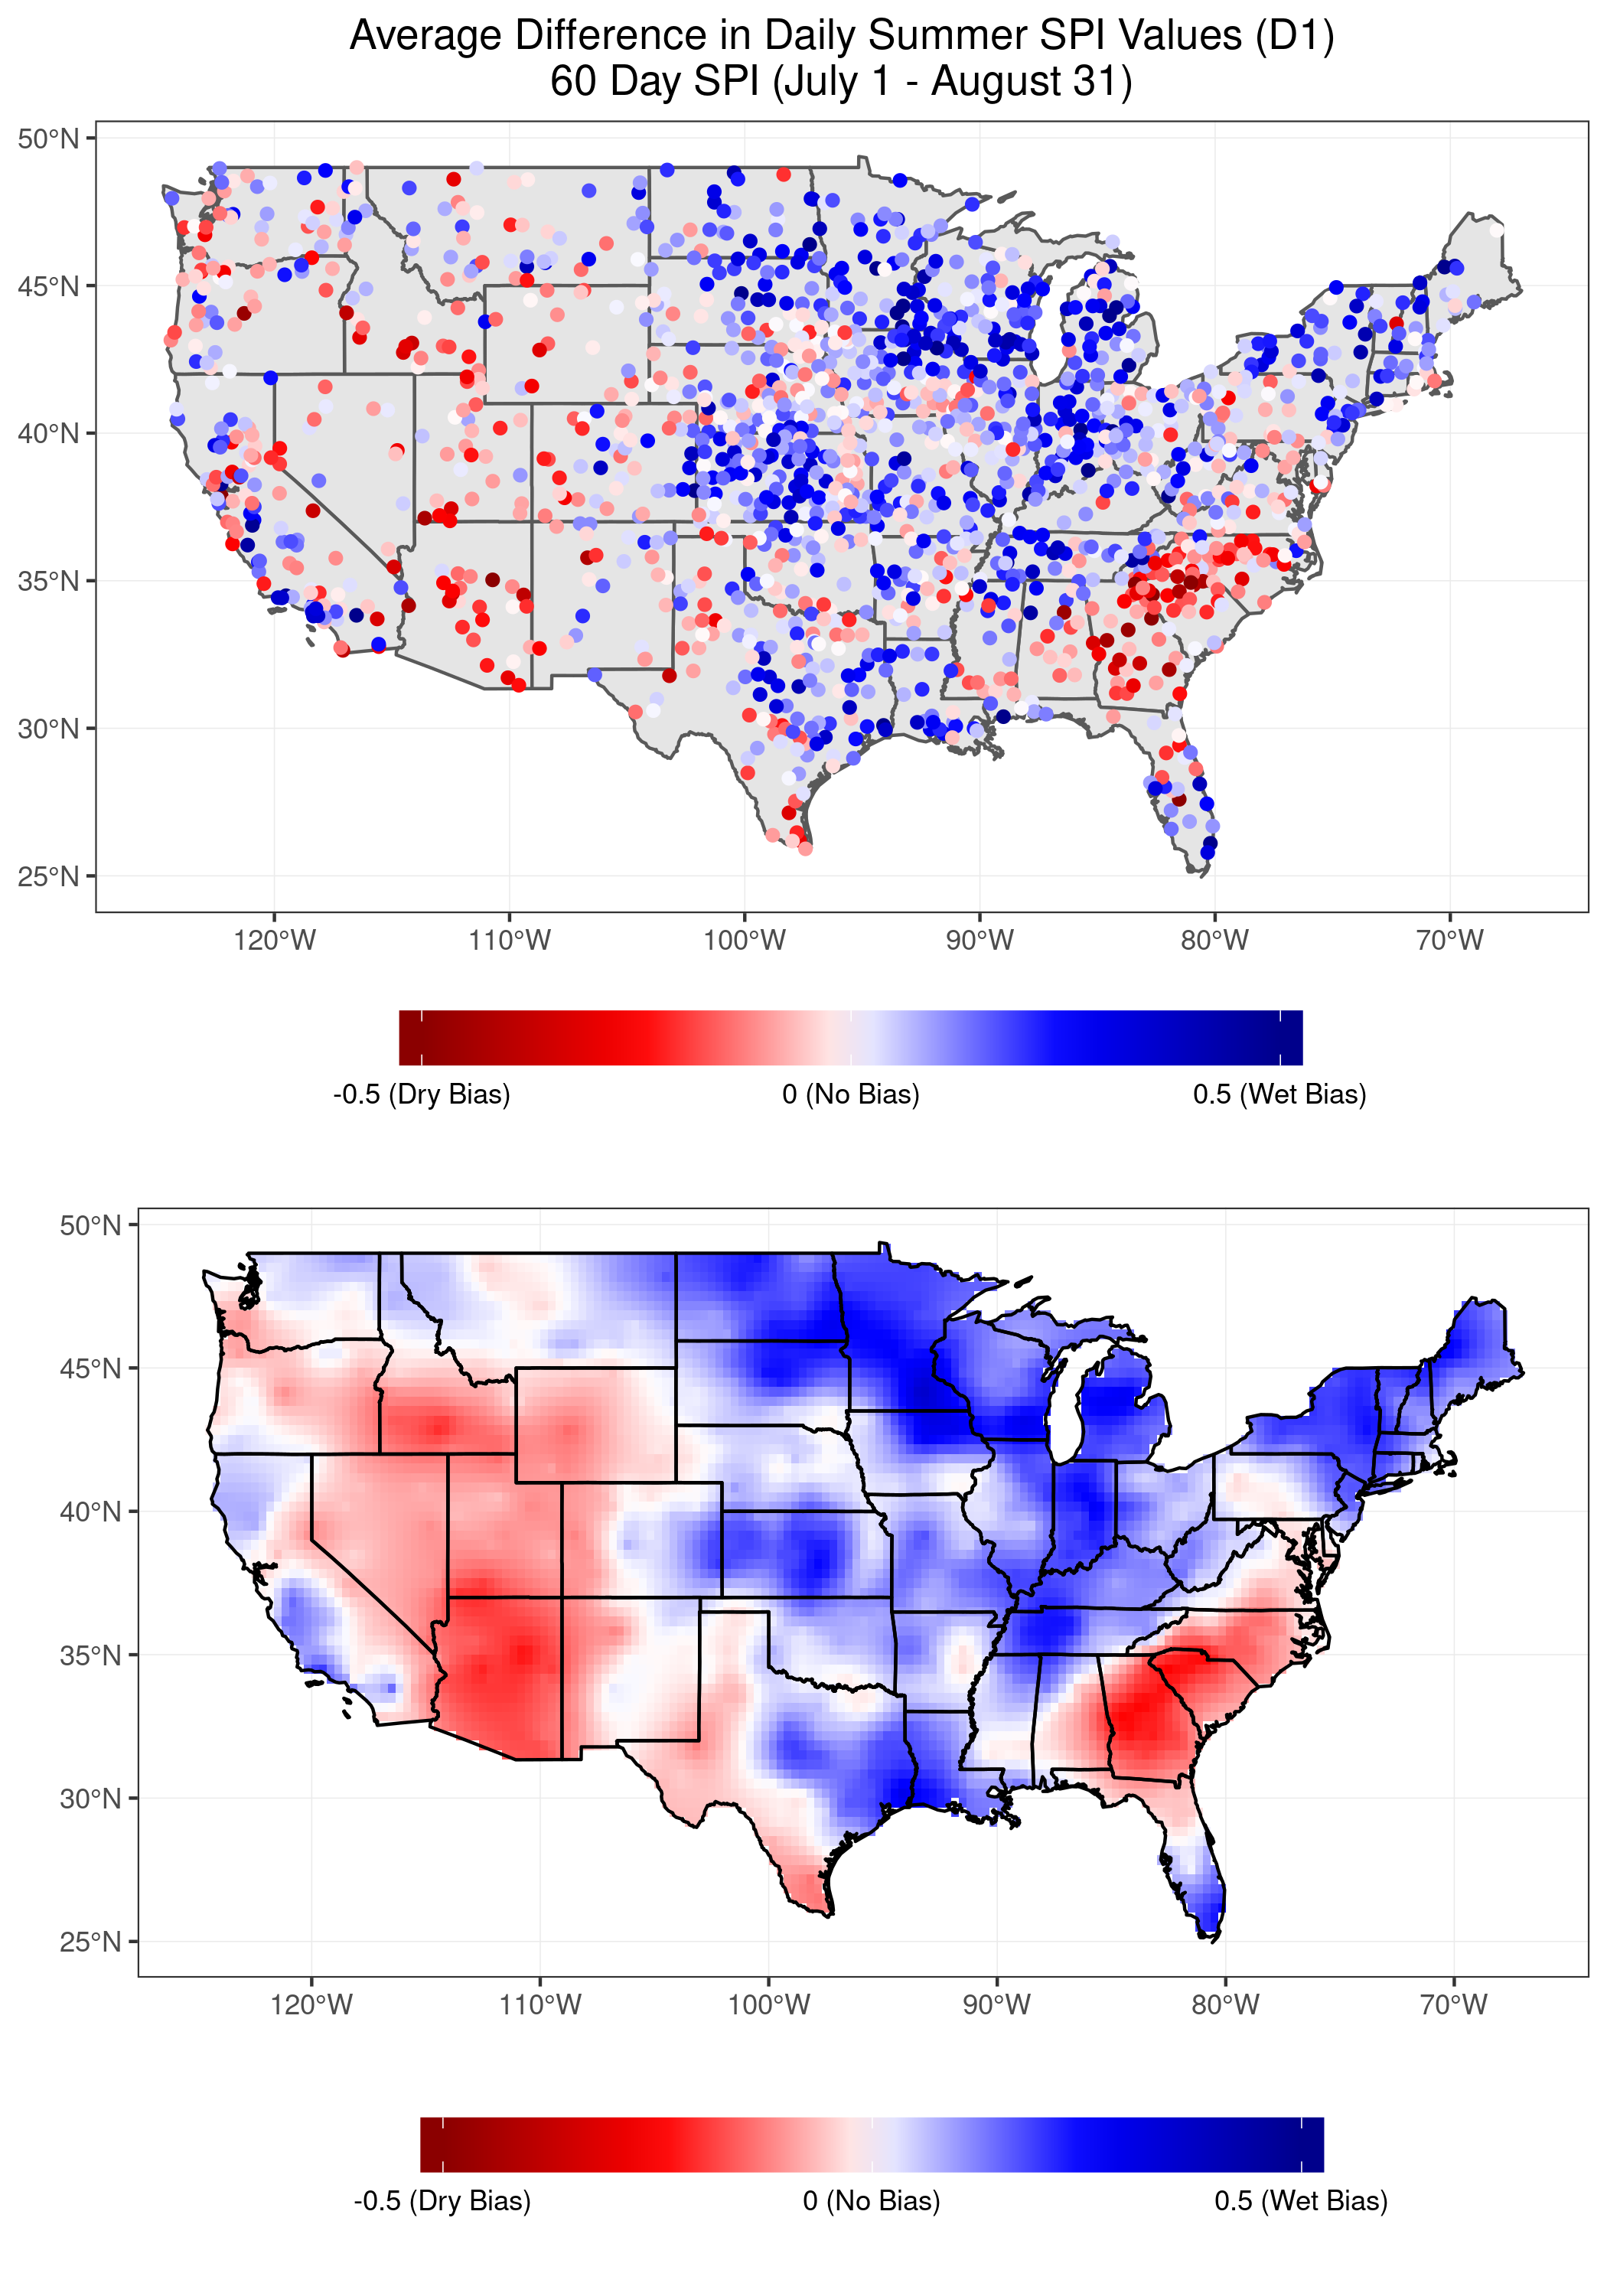 Average Difference in Daily Summer SPI Values (D1)
60 Day SPI (July 1 - August 31)
50°N
45°N
40°N
35°N
30°N
25°N
120°W 110°W 100°W 90°W 80°W 70°W
-0.5 (Dry Bias) 0 (No Bias) 0.5 (Wet Bias)
50°N
45°N
40°N
35°N
30°N
25°N
120°W 110°W 100°W 90°W 80°W 70°W
-0.5 (Dry Bias) 0 (No Bias) 0.5 (Wet Bias)